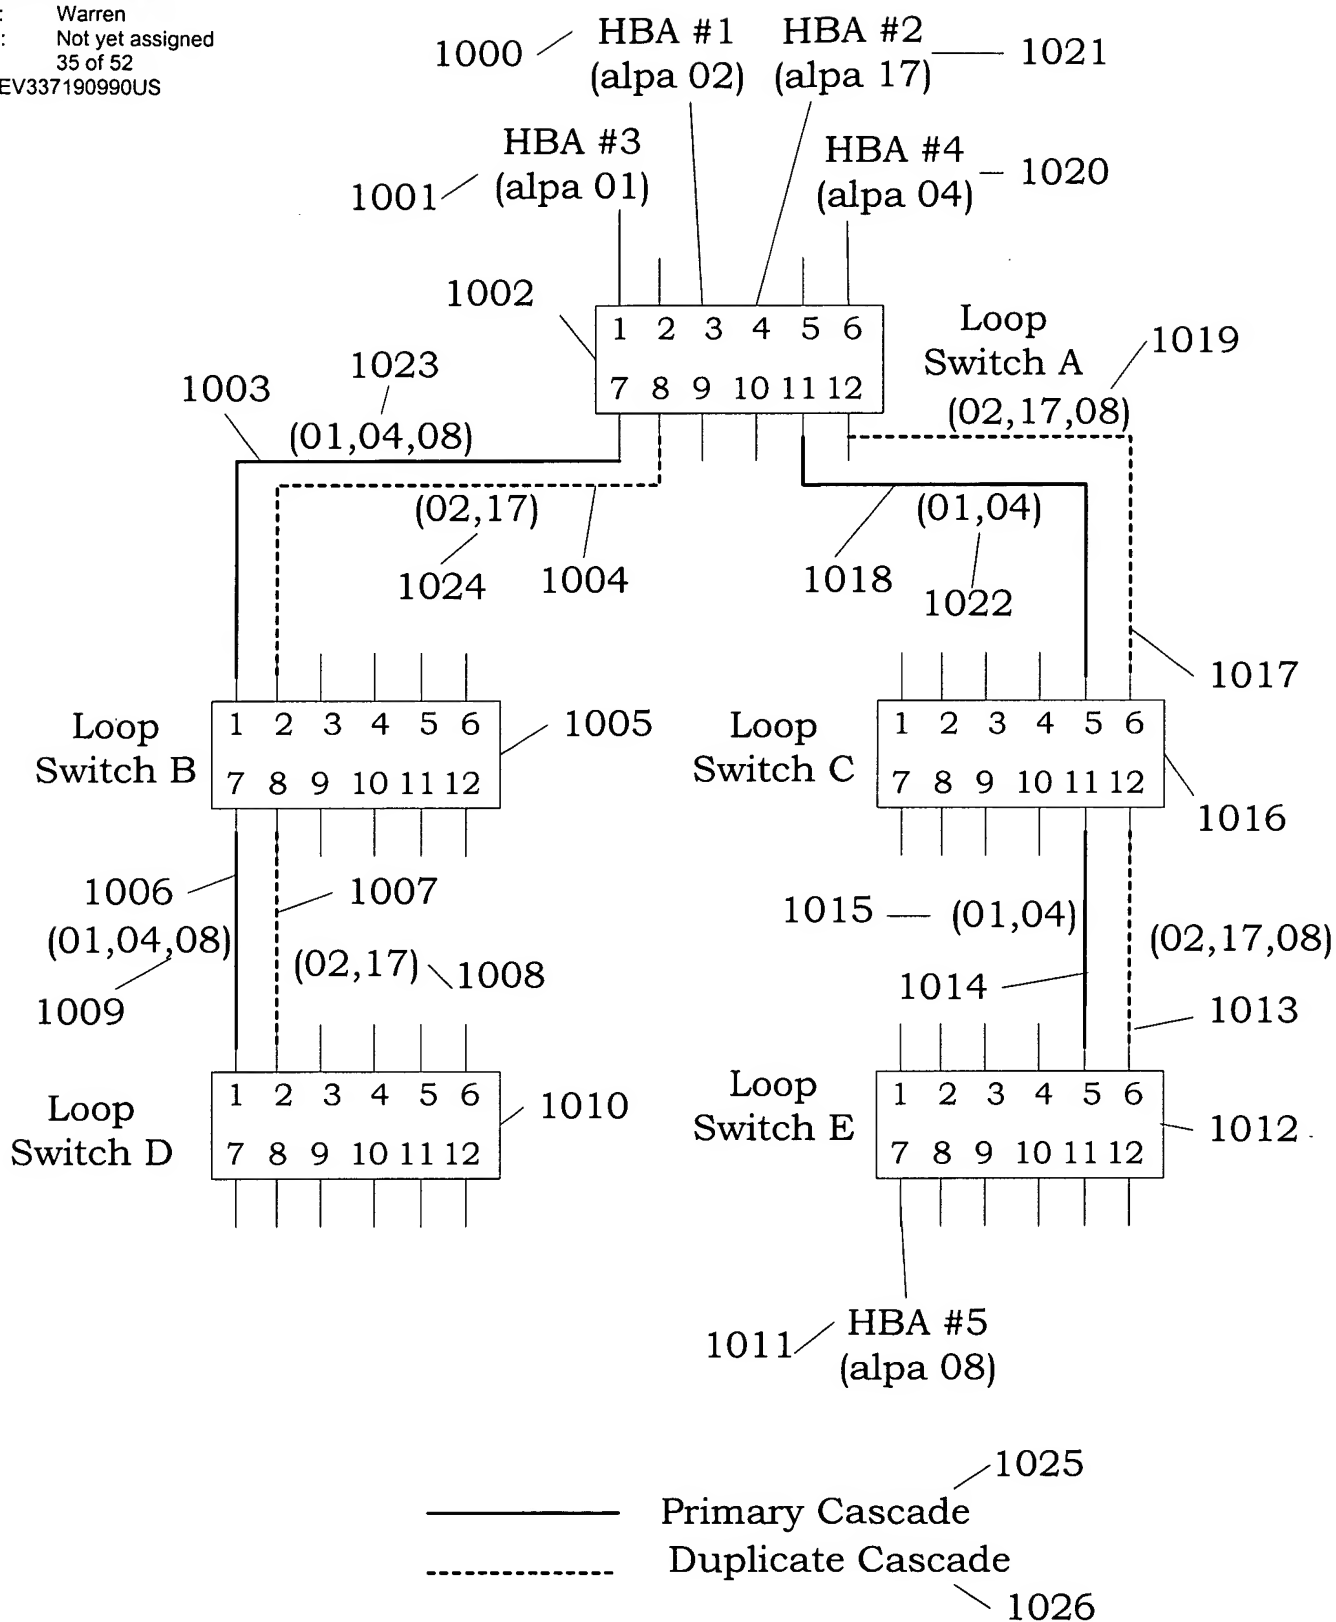 : Warren
: Not yet assigned
35 of 52
EV337190990US
1000
HBA #1
(alpa 02)
HBA #2
(alpa 17)
1021
HBA #3
(alpa 01)
1001
HBA #4
(alpa 04)
1020
1002
1 2 3 4 5 6
7 8 9 10 11 12
Loop
Switch A
1019
(02,17,08)
1003
1023
(01,04,08)
(02,17)
1024
1004
(01,04)
1018
1022
1017
Loop
Switch B
1 2 3 4 5 6
7 8 9 10 11 12
1005
Loop
Switch C
1 2 3 4 5 6
7 8 9 10 11 12
1016
1006
1007
(01,04,08)
(02,17)
1008
1009
1015
(01,04)
(02,17,08)
1014
1013
Loop
Switch D
1 2 3 4 5 6
7 8 9 10 11 12
1010
Loop
Switch E
1 2 3 4 5 6
7 8 9 10 11 12
1012
1011
HBA #5
(alpa 08)
1025
Primary Cascade
Duplicate Cascade
1026